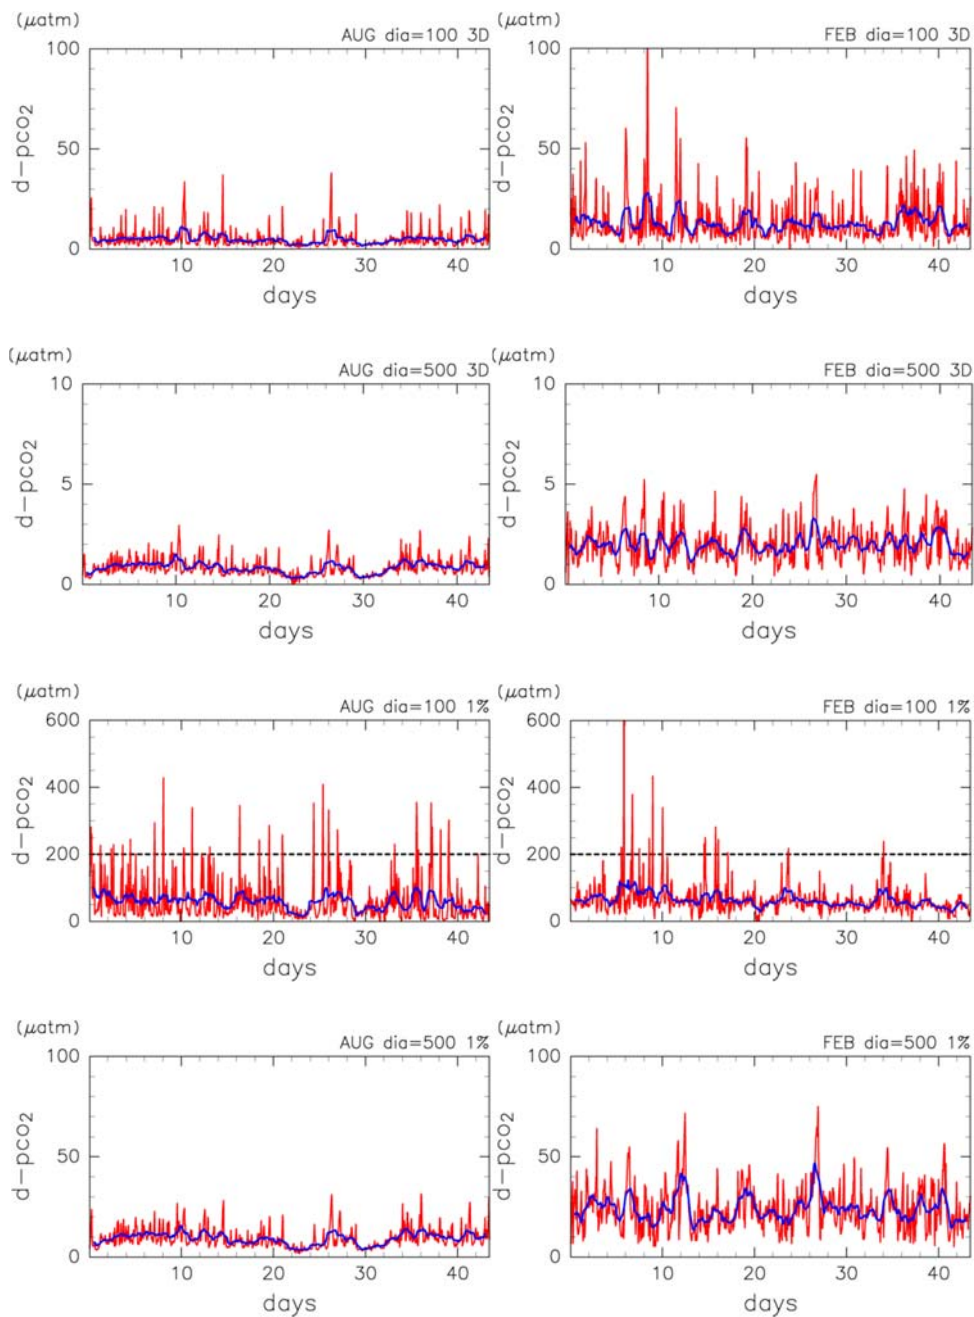 (μatm) AUG dia=100 3D (μatm) FEB dia=100 3D
100 100
d-pco2 50 d-pco2 50
0 0
10 20 30 40 10 20 30 40
days days
(μatm) AUG dia=500 3D (μatm) FEB dia=500 3D
10 10
d-pco2 5 d-pco2 5
0 0
10 20 30 40 10 20 30 40
days days
(μatm) AUG dia=100 1% (μatm) FEB dia=100 1%
600 600
400 400
d-pco2 d-pco2
200 200
0 0
10 20 30 40 10 20 30 40
days days
(μatm) AUG dia=500 1% (μatm) FEB dia=500 1%
100 100
d-pco2 50 d-pco2 50
0 0
10 20 30 40 10 20 30 40
days days